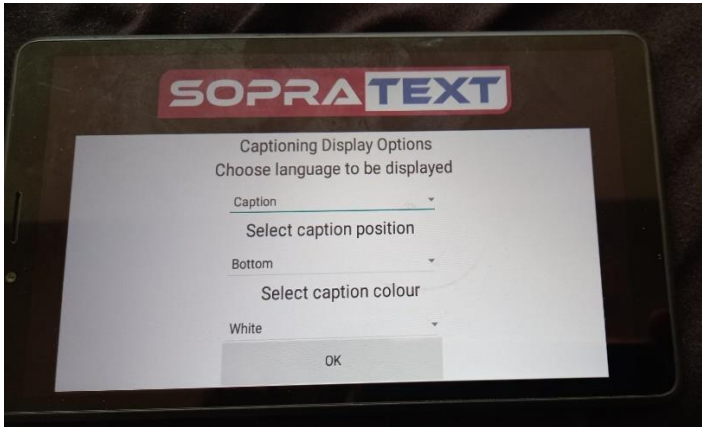 SOPRATEXT
Captioning Display Options
Choose language to be displayed
Caption
Select caption position
Bottom
Select caption colour
White
OK